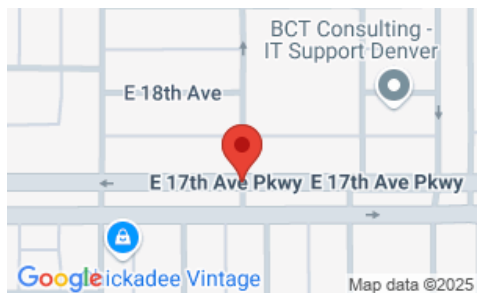 BCT Consulting -
IT Support Denver
E 18th Ave
E 17th Ave Pkwy E 17th Ave Pkwy
Google
ickadee Vintage
Map data ©2025